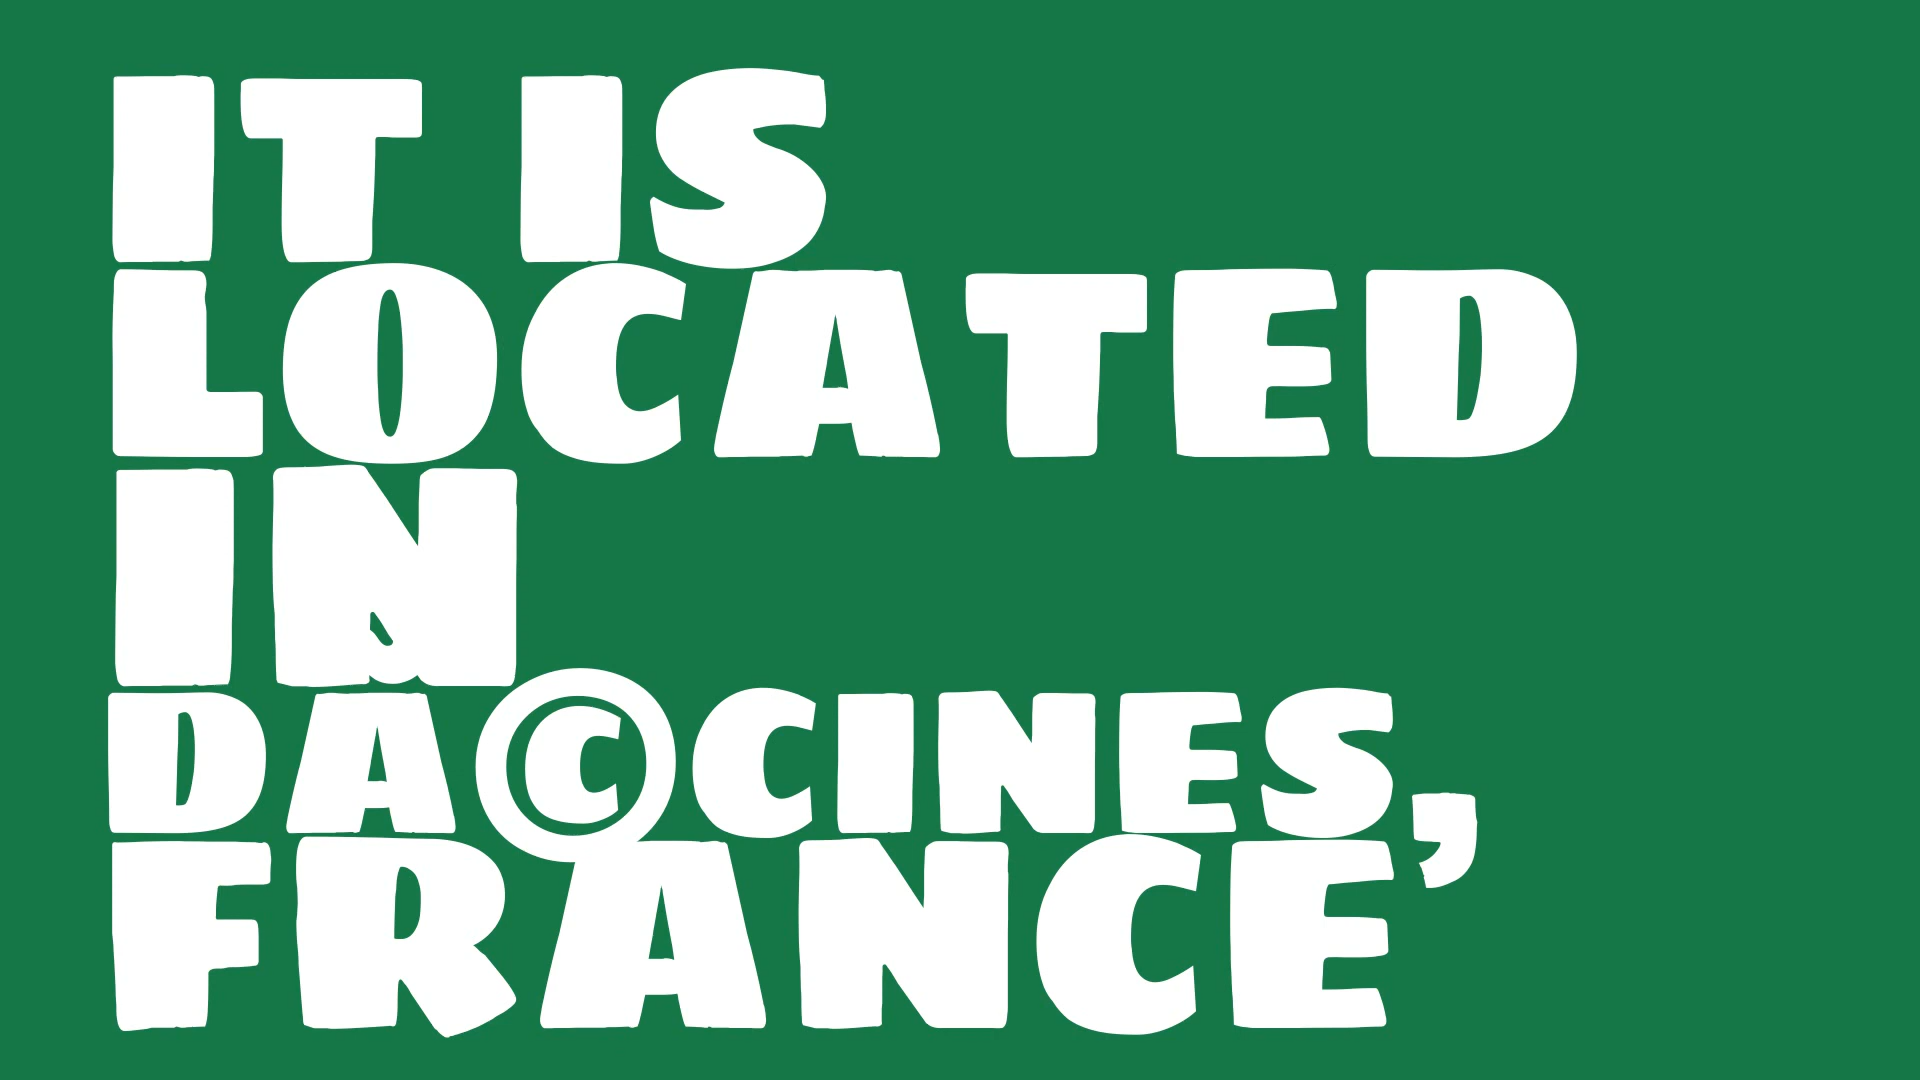 IT IS
LOCATED
IN
DA©CINES,
FRANCE